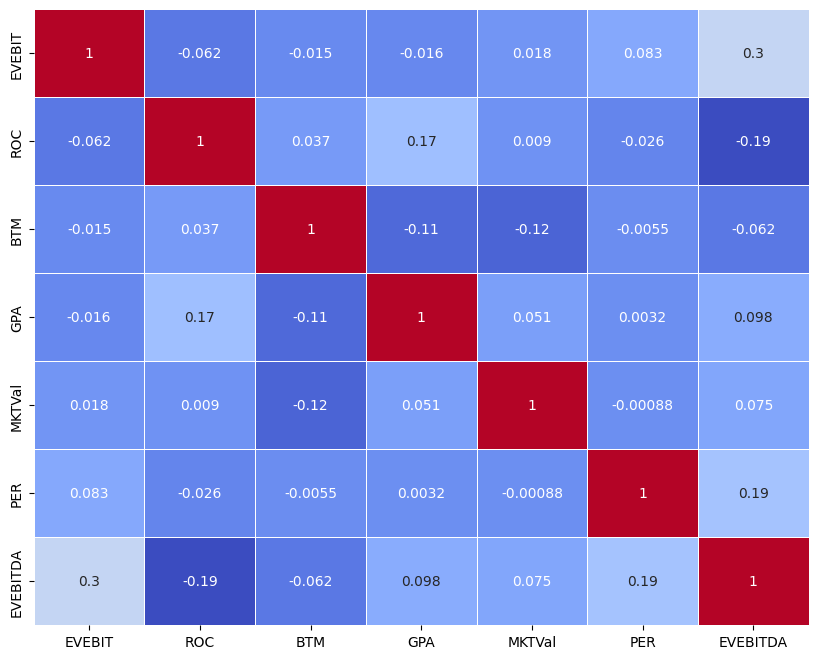 EVEBIT 1 -0.062 -0.015 -0.016 0.018 0.083 0.3
ROC -0.062 1 0.037 0.17 0.009 -0.026 -0.19
BTM -0.015 0.037 1 -0.11 -0.12 -0.0055 -0.062
GPA -0.016 0.17 -0.11 1 0.051 0.0032 0.098
MKTVal 0.018 0.009 -0.12 0.051 1 -0.00088 0.075
PER 0.083 -0.026 -0.0055 0.0032 -0.00088 1 0.19
EVEBITDA 0.3 -0.19 -0.062 0.098 0.075 0.19 1
EVEBIT ROC BTM GPA MKTVal PER EVEBITDA